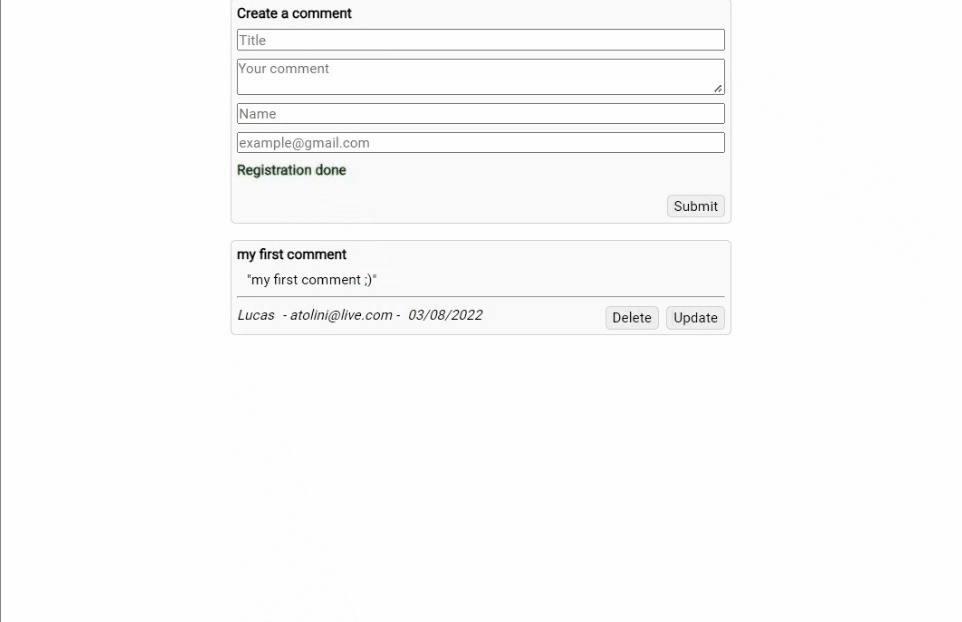 Create a comment
Title
Your comment
Name
example@gmail.com
Registration done
Submit
my first comment
"my first comment ;)"
Lucas - atolini@live.com - 03/08/2022 Delete Update